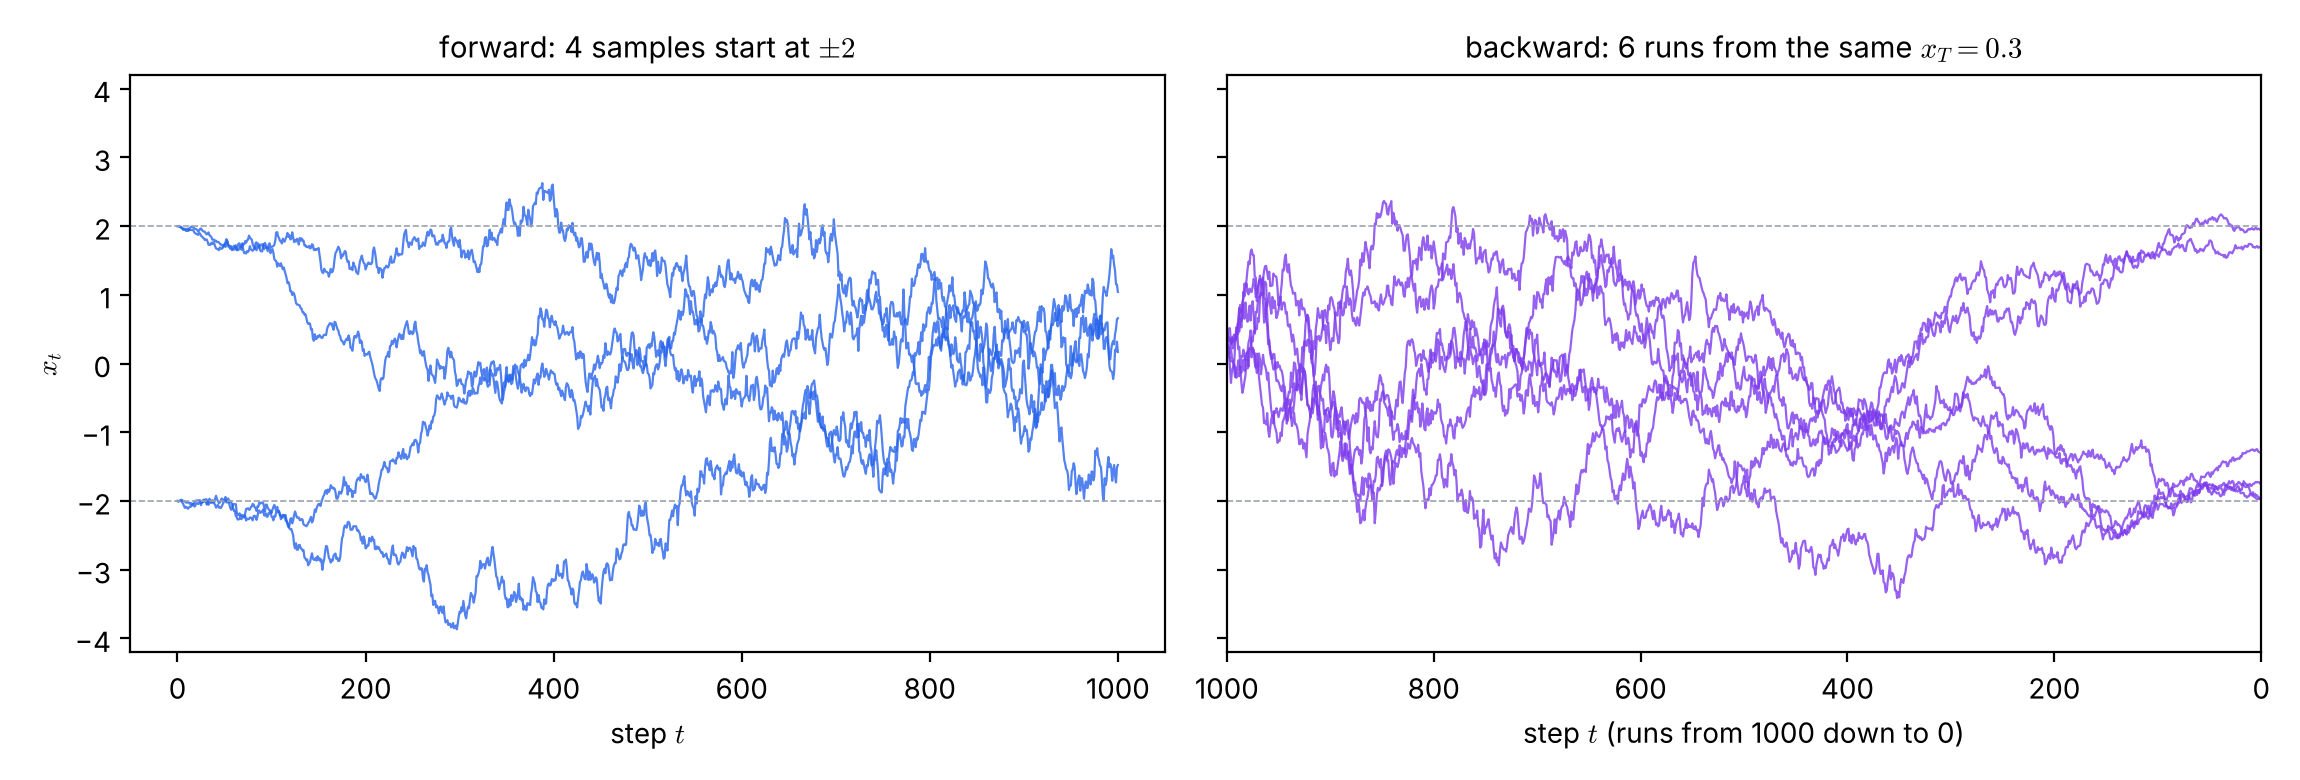 forward: 4 samples start at ±2
4
3
2
1
0
−1
−2
−3
−4
x_t
0 200 400 600 800 1000
step t
backward: 6 runs from the same x_T = 0.3
1000 800 600 400 200 0
step t (runs from 1000 down to 0)